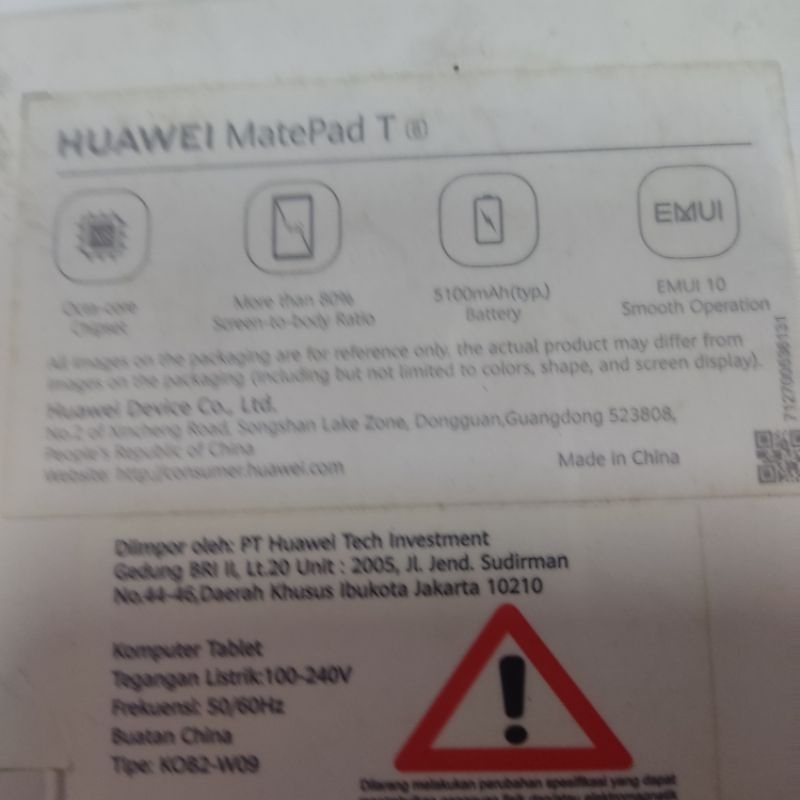 HUAWEI MatePad T (8)
EMUI
Octa-core
Chipset
More than 80%
Screen-to-body Ratio
5100mAh(typ.)
Battery
EMUI 10
Smooth Operation
All images on the packaging are for reference only, the actual product may differ from
images on the packaging (including but not limited to colors, shape, and screen display).
Huawei Device Co., Ltd.
No.2 of Xincheng Road, Songshan Lake Zone, Dongguan,Guangdong 523808,
People's Republic of China
Website: http://consumer.huawei.com
Made in China
Diimpor oleh: PT Huawei Tech Investment
Gedung BRI II, Lt.20 Unit : 2005, Jl. Jend. Sudirman
No.44-46,Daerah Khusus Ibukota Jakarta 10210
Komputer Tablet
Tegangan Listrik:100-240V
Frekuensi: 50/60Hz
Buatan China
Tipe: KOB2-W09
Dilarang melakukan perubahan spesifikasi yang dapat